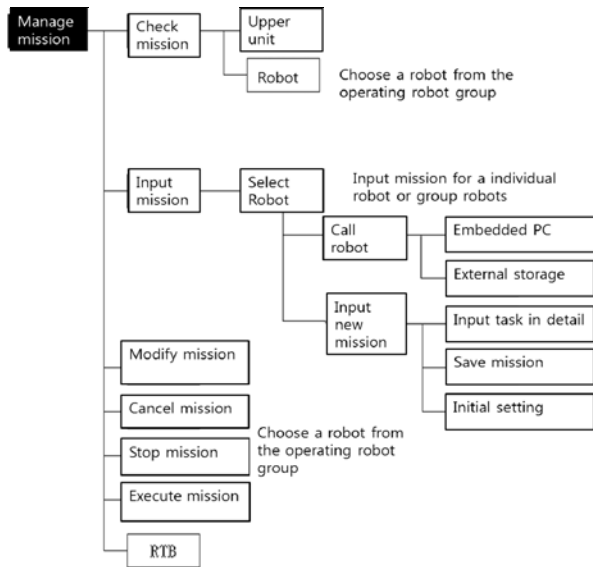 Manage
mission
Check
mission
Upper
unit
Robot
Choose a robot from the
operating robot group
Input
mission
Select
Robot
Input mission for a individual
robot or group robots
Call
robot
Embedded PC
External storage
Input
new
mission
Input task in detail
Save mission
Initial setting
Modify mission
Cancel mission
Stop mission
Execute mission
Choose a robot from
the operating robot
group
RTB